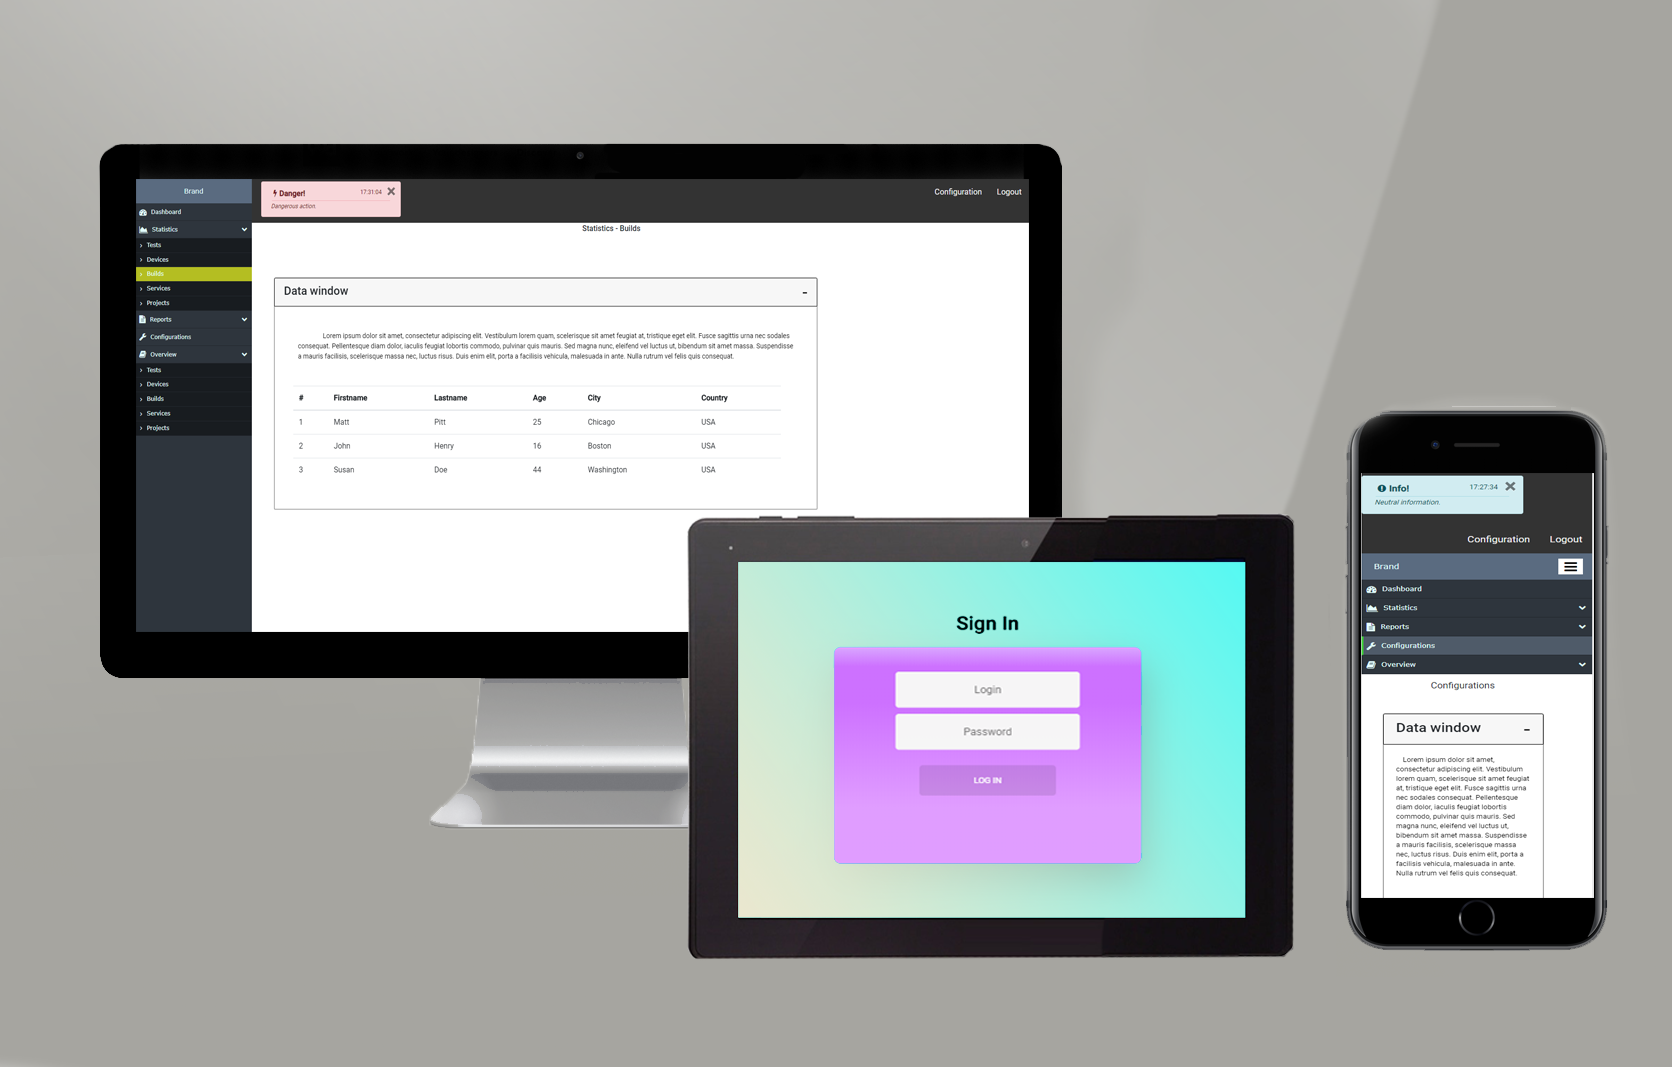 Brand
Danger! 17:31:04
Dangerous action.
Configuration Logout
Dashboard
Statistics
Tests
Devices
Builds
Services
Projects
Reports
Configurations
Overview
Tests
Devices
Builds
Services
Projects
Statistics - Builds
Data window
Lorem ipsum dolor sit amet, consectetur adipiscing elit. Vestibulum lorem quam, scelerisque sit amet feugiat at, tristique eget elit. Fusce sagittis urna nec sodales
consequat. Pellentesque diam dolor, iaculis feugiat lobortis commodo, pulvinar quis mauris. Sed magna nunc, eleifend vel luctus ut, bibendum sit amet massa. Suspendisse
a mauris facilisis, scelerisque massa nec, luctus risus. Duis enim elit, porta a facilisis vehicula, malesuada in ante. Nulla rutrum vel felis quis consequat.
# Firstname Lastname Age City Country
1 Matt Pitt 25 Chicago USA
2 John Henry 16 Boston USA
3 Susan Doe 44 Washington USA
Sign In
Login
Password
LOG IN
Info! 17:27:34
Neutral information.
Configuration Logout
Brand
Dashboard
Statistics
Reports
Configurations
Overview
Configurations
Data window
Lorem ipsum dolor sit amet,
consectetur adipiscing elit. Vestibulum
lorem quam, scelerisque sit amet feugiat
at, tristique eget elit. Fusce sagittis urna
nec sodales consequat. Pellentesque
diam dolor, iaculis feugiat lobortis
commodo, pulvinar quis mauris. Sed
magna nunc, eleifend vel luctus ut,
bibendum sit amet massa. Suspendisse
a mauris facilisis, scelerisque massa
nec, luctus risus. Duis enim elit, porta a
facilisis vehicula, malesuada in ante.
Nulla rutrum vel felis quis consequat.